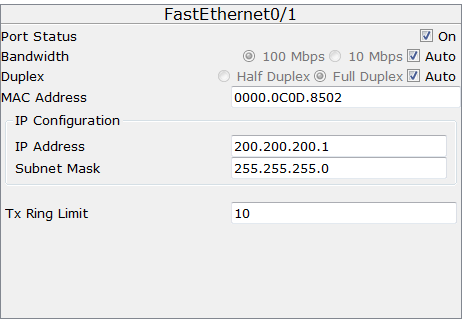 FastEthernet0/1
Port Status On
Bandwidth 100 Mbps 10 Mbps Auto
Duplex Half Duplex Full Duplex Auto
MAC Address 0000.0C0D.8502
IP Configuration
IP Address 200.200.200.1
Subnet Mask 255.255.255.0
Tx Ring Limit 10